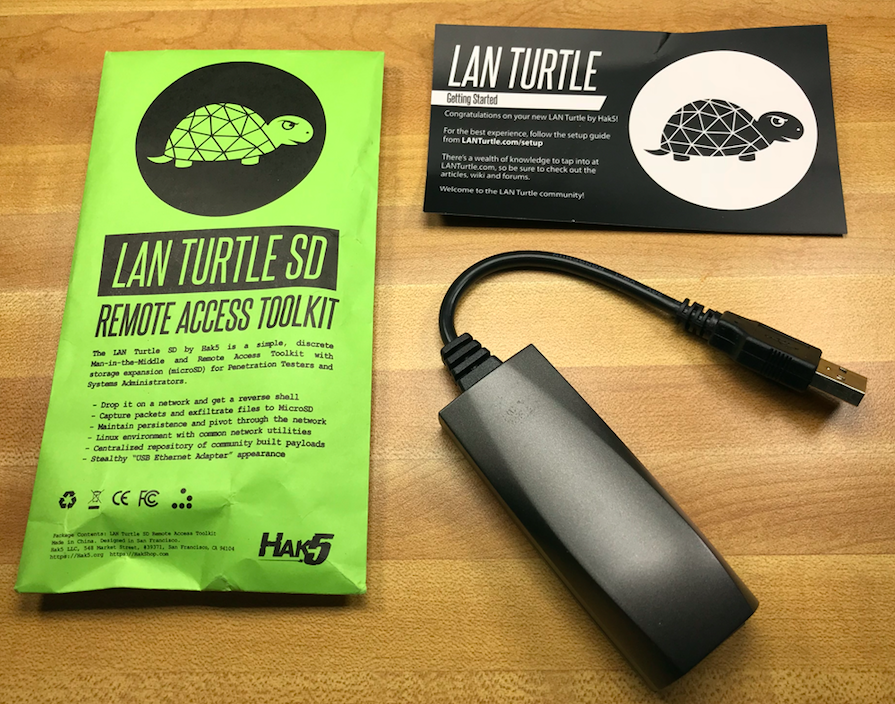 LAN TURTLE SD
REMOTE ACCESS TOOLKIT
The LAN Turtle SD by Hak5 is a simple, discrete
Man-in-the-Middle and Remote Access Toolkit with
storage expansion (microSD) for Penetration Testers and
Systems Administrators.
- Drop it on a network and get a reverse shell
- Capture packets and exfiltrate files to MicroSD
- Maintain persistence and pivot through the network
- Linux environment with common network utilities
- Centralized repository of community built payloads
- Stealthy "USB Ethernet Adapter" appearance
CE FC
Package Contents: LAN Turtle SD Remote Access Toolkit
Made in China. Designed in San Francisco.
Hak5 LLC, 548 Market Street, #39371, San Francisco, CA 94104
https://Hak5.org https://HakShop.com
HAK5
LAN TURTLE
Getting Started
Congratulations on your new LAN Turtle by Hak5!
For the best experience, follow the setup guide
from LANTurtle.com/setup
There's a wealth of knowledge to tap into at
LANTurtle.com, so be sure to check out the
articles, wiki and forums.
Welcome to the LAN Turtle community!